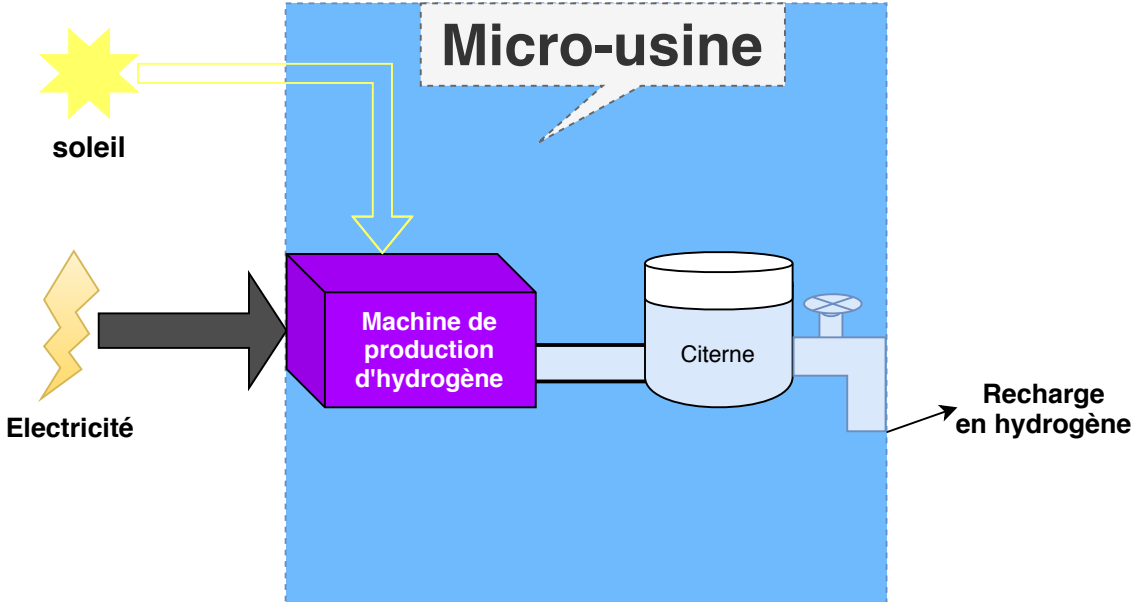 Micro-usine
soleil
Machine de
production
d'hydrogène
Citerne
Electricité
Recharge
en hydrogène